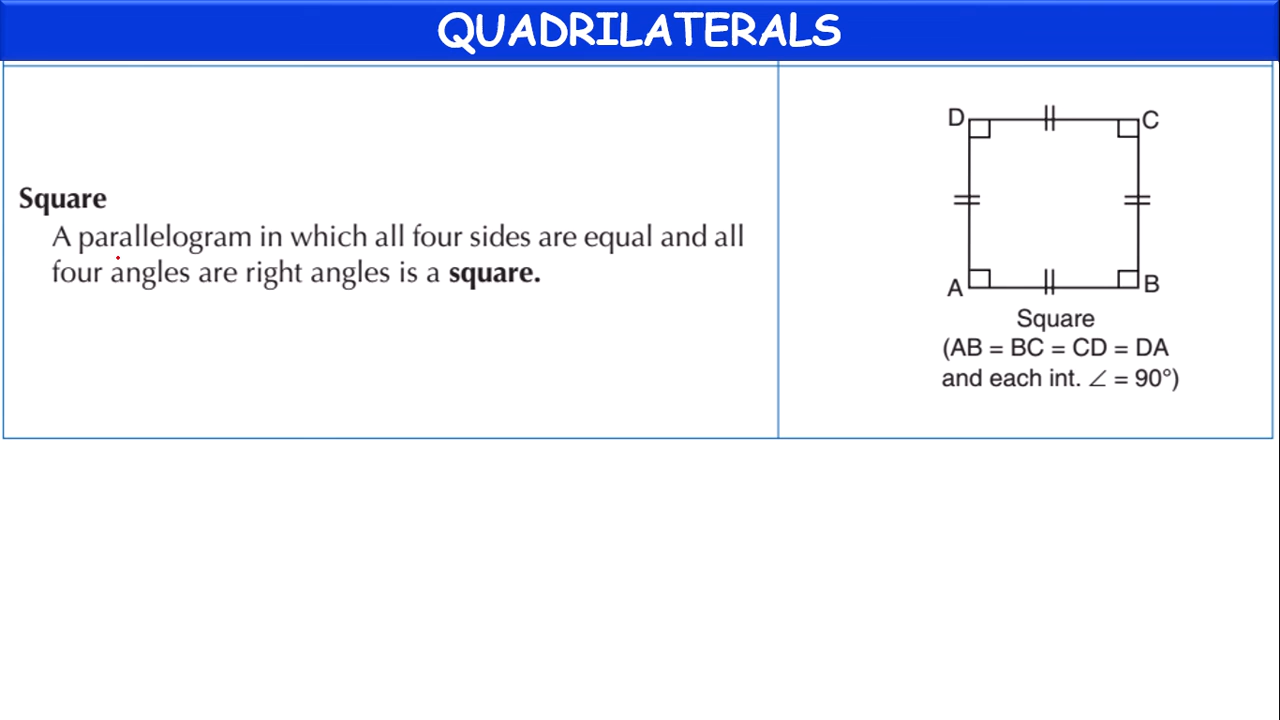 QUADRILATERALS
Square
A parallelogram in which all four sides are equal and all
four angles are right angles is a square.
D
C
A
B
Square
(AB = BC = CD = DA
and each int. ∠ = 90°)